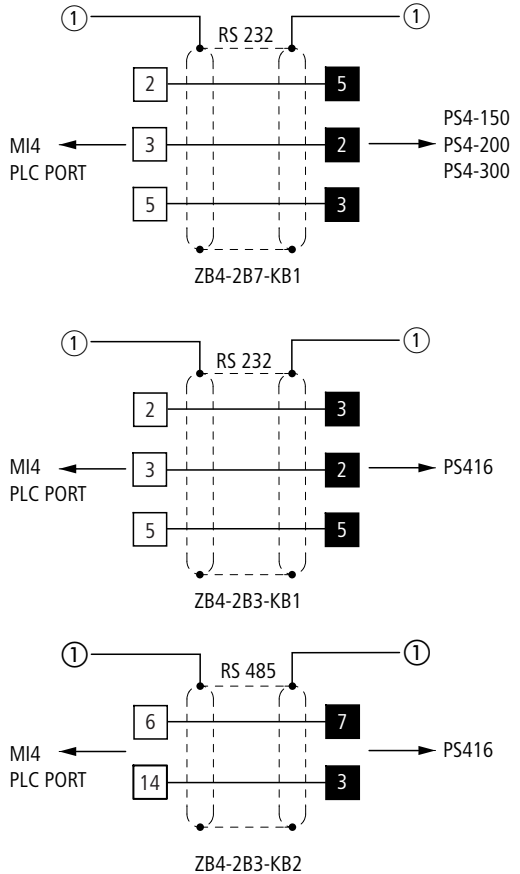 ① ①
RS 232
2 5
MI4 PLC PORT
3 2
PS4-150
PS4-200
PS4-300
5 3
ZB4-2B7-KB1
① ①
RS 232
2 3
MI4 PLC PORT
3 2
PS416
5 5
ZB4-2B3-KB1
① ①
RS 485
6 7
MI4 PLC PORT
PS416
14 3
ZB4-2B3-KB2